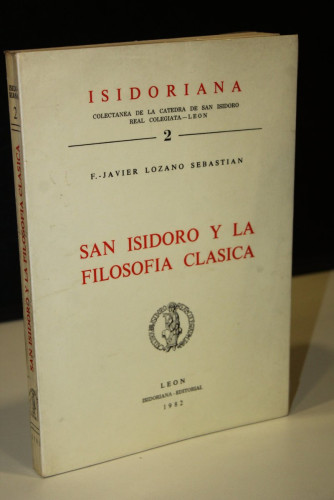 ISIDORIANA
COLECTANEA DE LA CATEDRA DE SAN ISIDORO
REAL COLEGIATA.—LEON
2
F.-JAVIER LOZANO SEBASTIAN
SAN ISIDORO Y LA
FILOSOFIA CLASICA
LEON
ISIDORIANA - EDITORIAL
1982
SAN ISIDORO Y LA FILOSOFIA CLASICA